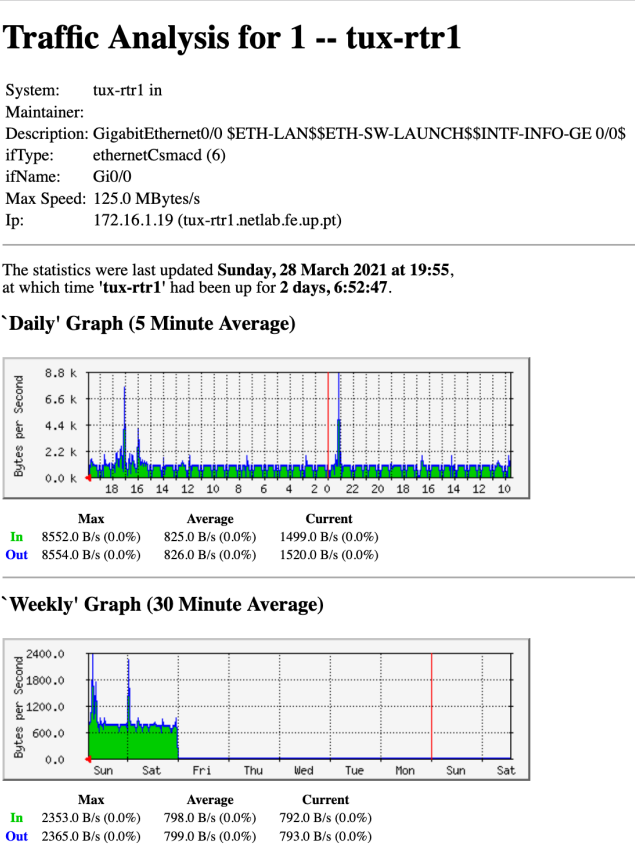 Traffic Analysis for 1 -- tux-rtr1
System: tux-rtr1 in
Maintainer:
Description: GigabitEthernet0/0 $ETH-LAN$$ETH-SW-LAUNCH$$INTF-INFO-GE 0/0$
ifType: ethernetCsmacd (6)
ifName: Gi0/0
Max Speed: 125.0 MBytes/s
Ip: 172.16.1.19 (tux-rtr1.netlab.fe.up.pt)
The statistics were last updated Sunday, 28 March 2021 at 19:55,
at which time 'tux-rtr1' had been up for 2 days, 6:52:47.
`Daily' Graph (5 Minute Average)
Bytes per Second
8.8 k
6.6 k
4.4 k
2.2 k
0.0 k
18 16 14 12 10 8 6 4 2 0 22 20 18 16 14 12 10
Max Average Current
In 8552.0 B/s (0.0%) 825.0 B/s (0.0%) 1499.0 B/s (0.0%)
Out 8554.0 B/s (0.0%) 826.0 B/s (0.0%) 1520.0 B/s (0.0%)
`Weekly' Graph (30 Minute Average)
Bytes per Second
2400.0
1800.0
1200.0
600.0
0.0
Sun Sat Fri Thu Wed Tue Mon Sun Sat
Max Average Current
In 2353.0 B/s (0.0%) 798.0 B/s (0.0%) 792.0 B/s (0.0%)
Out 2365.0 B/s (0.0%) 799.0 B/s (0.0%) 793.0 B/s (0.0%)